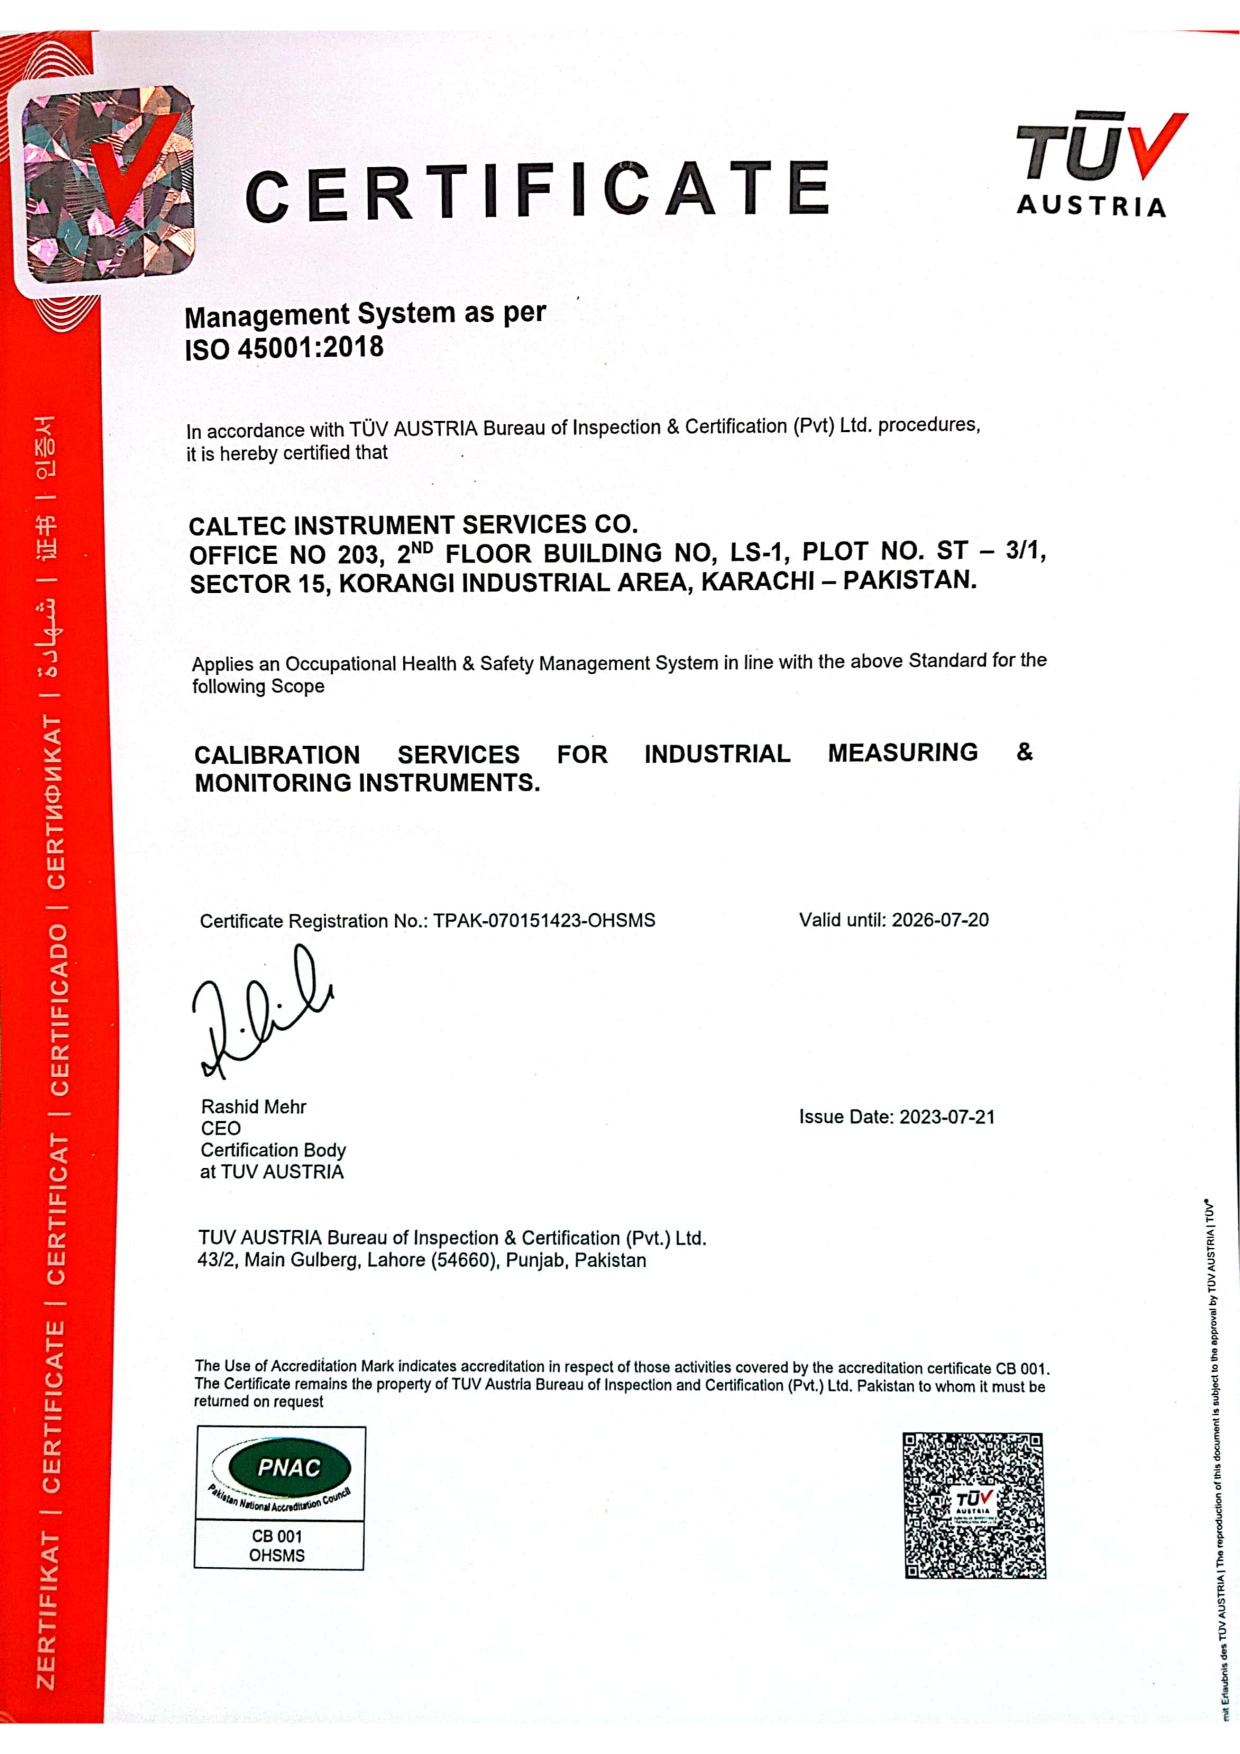 CERTIFICATE
TÜV
AUSTRIA
Management System as per
ISO 45001:2018
In accordance with TÜV AUSTRIA Bureau of Inspection & Certification (Pvt) Ltd. procedures,
it is hereby certified that
CALTEC INSTRUMENT SERVICES CO.
OFFICE NO 203, 2ND FLOOR BUILDING NO, LS-1, PLOT NO. ST – 3/1,
SECTOR 15, KORANGI INDUSTRIAL AREA, KARACHI – PAKISTAN.
Applies an Occupational Health & Safety Management System in line with the above Standard for the
following Scope
CALIBRATION SERVICES FOR INDUSTRIAL MEASURING &
MONITORING INSTRUMENTS.
Certificate Registration No.: TPAK-070151423-OHSMS
Valid until: 2026-07-20
Rashid Mehr
CEO
Certification Body
at TUV AUSTRIA
Issue Date: 2023-07-21
TUV AUSTRIA Bureau of Inspection & Certification (Pvt.) Ltd.
43/2, Main Gulberg, Lahore (54660), Punjab, Pakistan
The Use of Accreditation Mark indicates accreditation in respect of those activities covered by the accreditation certificate CB 001.
The Certificate remains the property of TUV Austria Bureau of Inspection and Certification (Pvt.) Ltd. Pakistan to whom it must be
returned on request
PNAC
Pakistan National Accreditation Council
CB 001
OHSMS
TÜV
AUSTRIA
ZERTIFIKAT | CERTIFICATE | CERTIFICAT | CERTIFICADO | СЕРТИФИКАТ | شهادة | 证书 | 인증서
mit Erlaubnis des TÜV AUSTRIA | The reproduction of this document is subject to the approval by TÜV AUSTRIA | TÜV®